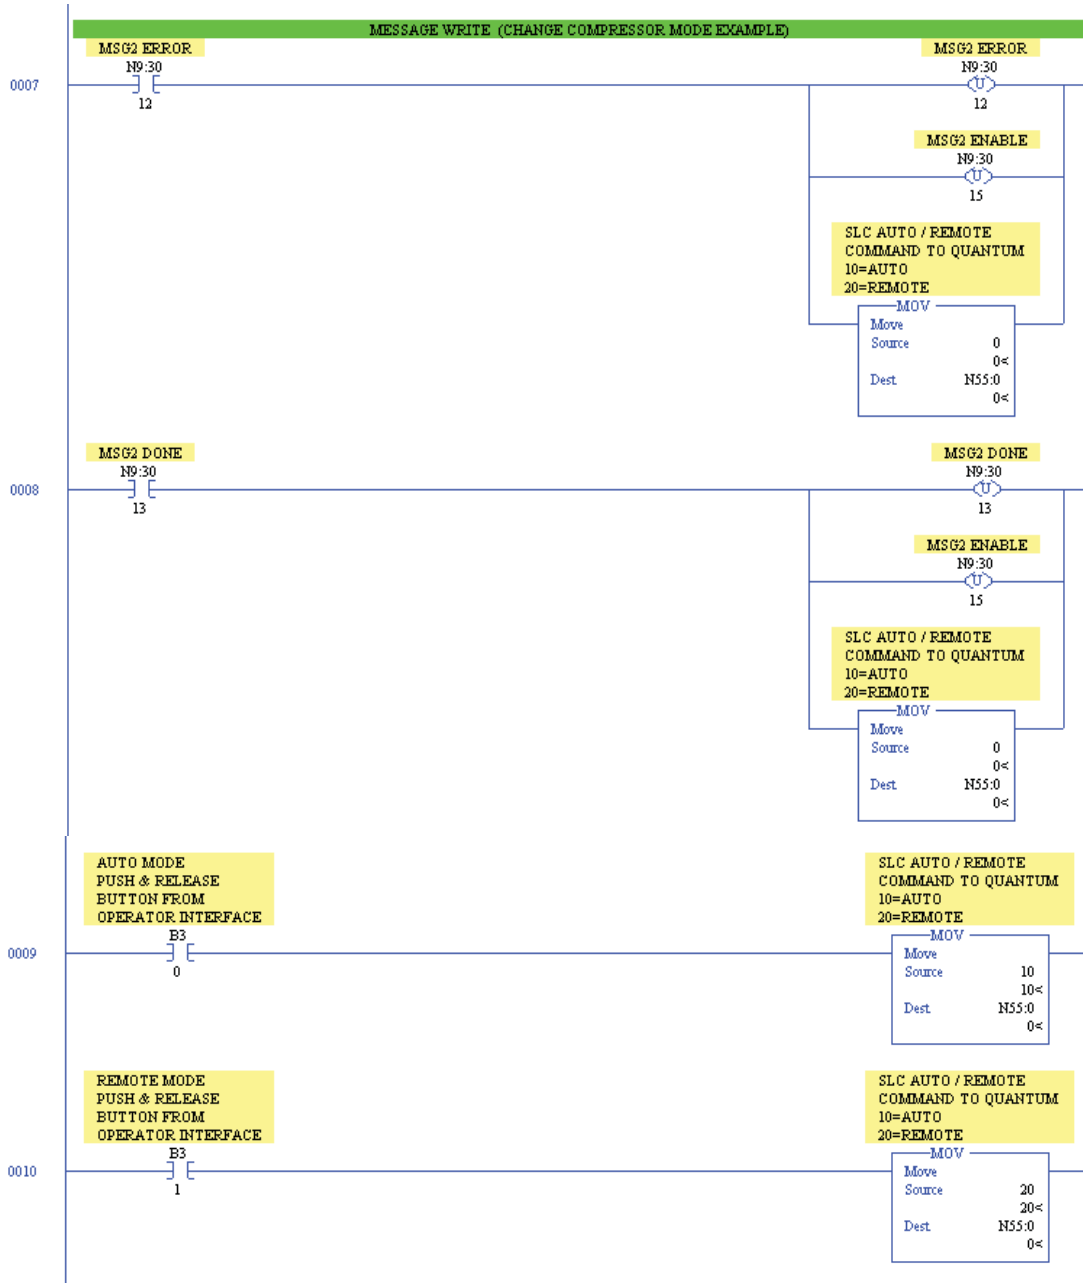 MESSAGE WRITE (CHANGE COMPRESSOR MODE EXAMPLE)
MSG2 ERROR
N9:30
12
0007
MSG2 ERROR
N9:30
U
12
MSG2 ENABLE
N9:30
U
15
SLC AUTO / REMOTE
COMMAND TO QUANTUM
10=AUTO
20=REMOTE
MOV
Move
Source 0
0<
Dest N55:0
0<
MSG2 DONE
N9:30
13
0008
MSG2 DONE
N9:30
U
13
MSG2 ENABLE
N9:30
U
15
SLC AUTO / REMOTE
COMMAND TO QUANTUM
10=AUTO
20=REMOTE
MOV
Move
Source 0
0<
Dest N55:0
0<
AUTO MODE
PUSH & RELEASE
BUTTON FROM
OPERATOR INTERFACE
B3
0
0009
SLC AUTO / REMOTE
COMMAND TO QUANTUM
10=AUTO
20=REMOTE
MOV
Move
Source 10
10<
Dest N55:0
0<
REMOTE MODE
PUSH & RELEASE
BUTTON FROM
OPERATOR INTERFACE
B3
1
0010
SLC AUTO / REMOTE
COMMAND TO QUANTUM
10=AUTO
20=REMOTE
MOV
Move
Source 20
20<
Dest N55:0
0<